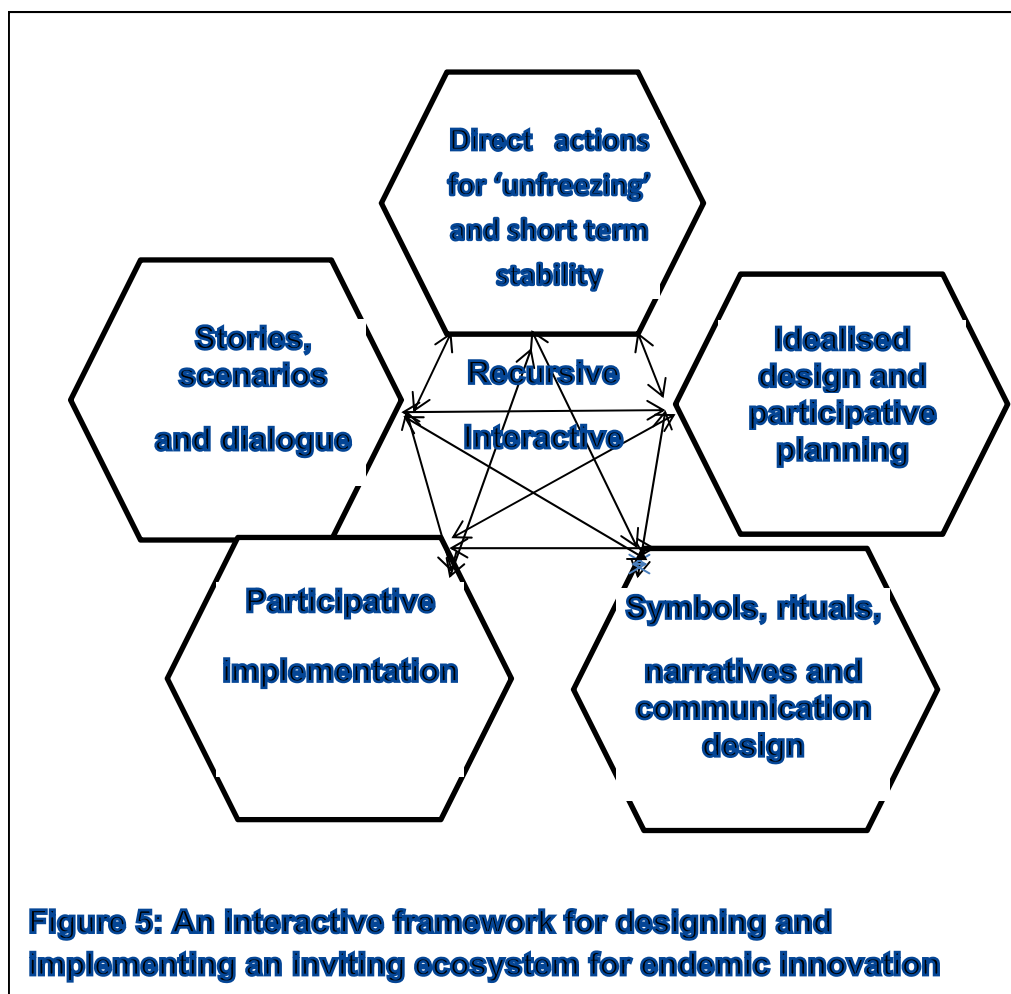 Direct actions
for ‘unfreezing’
and short term
stability
Stories,
scenarios
and dialogue
Recursive
Interactive
Idealised
design and
participative
planning
Participative
implementation
Symbols, rituals,
narratives and
communication
design
Figure 5: An interactive framework for designing and
implementing an inviting ecosystem for endemic innovation